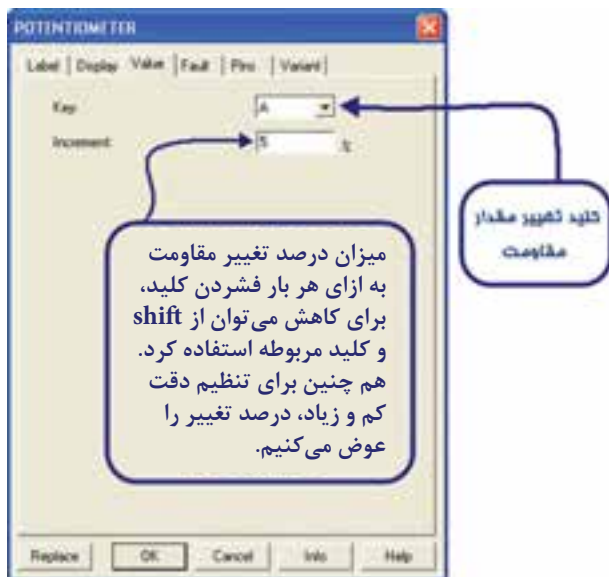 POTENTIOMETER
Label Display Value Fault Pins Variant
Key: A
Increment: 5 %
کلید تغییر مقدار
مقاومت
میزان درصد تغییر مقاومت
به ازای هر بار فشردن کلید،
برای کاهش می‌توان از shift
و کلید مربوطه استفاده کرد.
هم چنین برای تنظیم دقت
کم و زیاد، درصد تغییر را
عوض می‌کنیم.
Replace OK Cancel Info Help